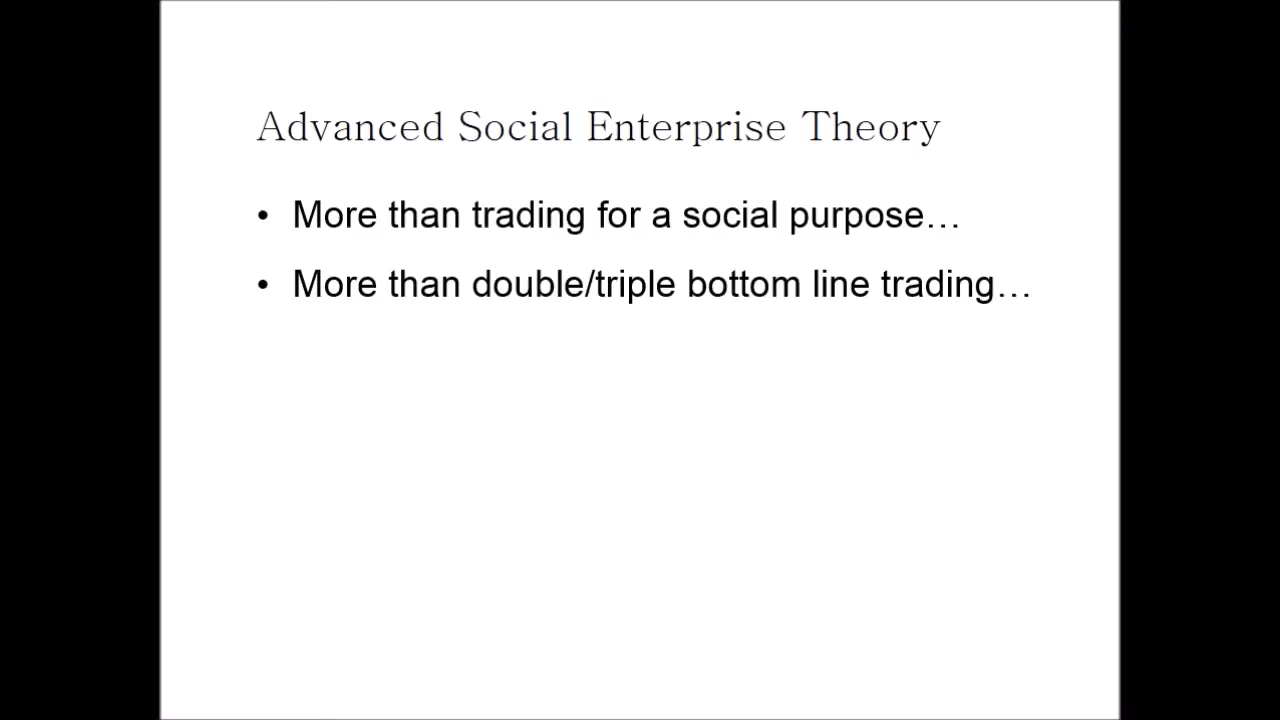 Advanced Social Enterprise Theory
• More than trading for a social purpose…
• More than double/triple bottom line trading…